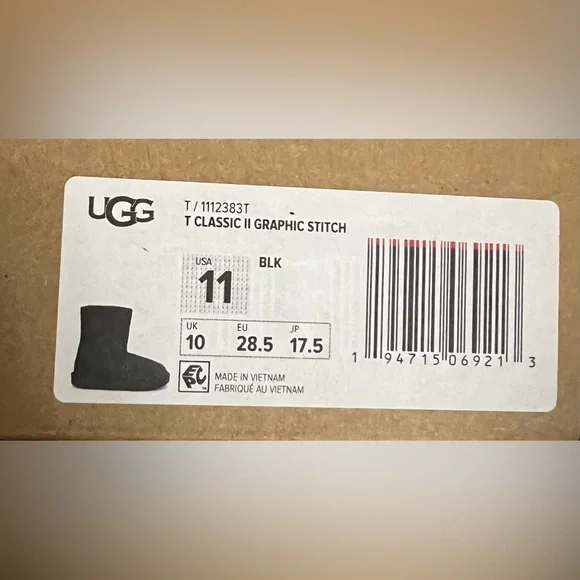 UGG
T / 1112383T
T CLASSIC II GRAPHIC STITCH
USA
11
BLK
UK
10
EU
28.5
JP
17.5
EPC
MADE IN VIETNAM
FABRIQUÉ AU VIETNAM
1 94715 06921 3